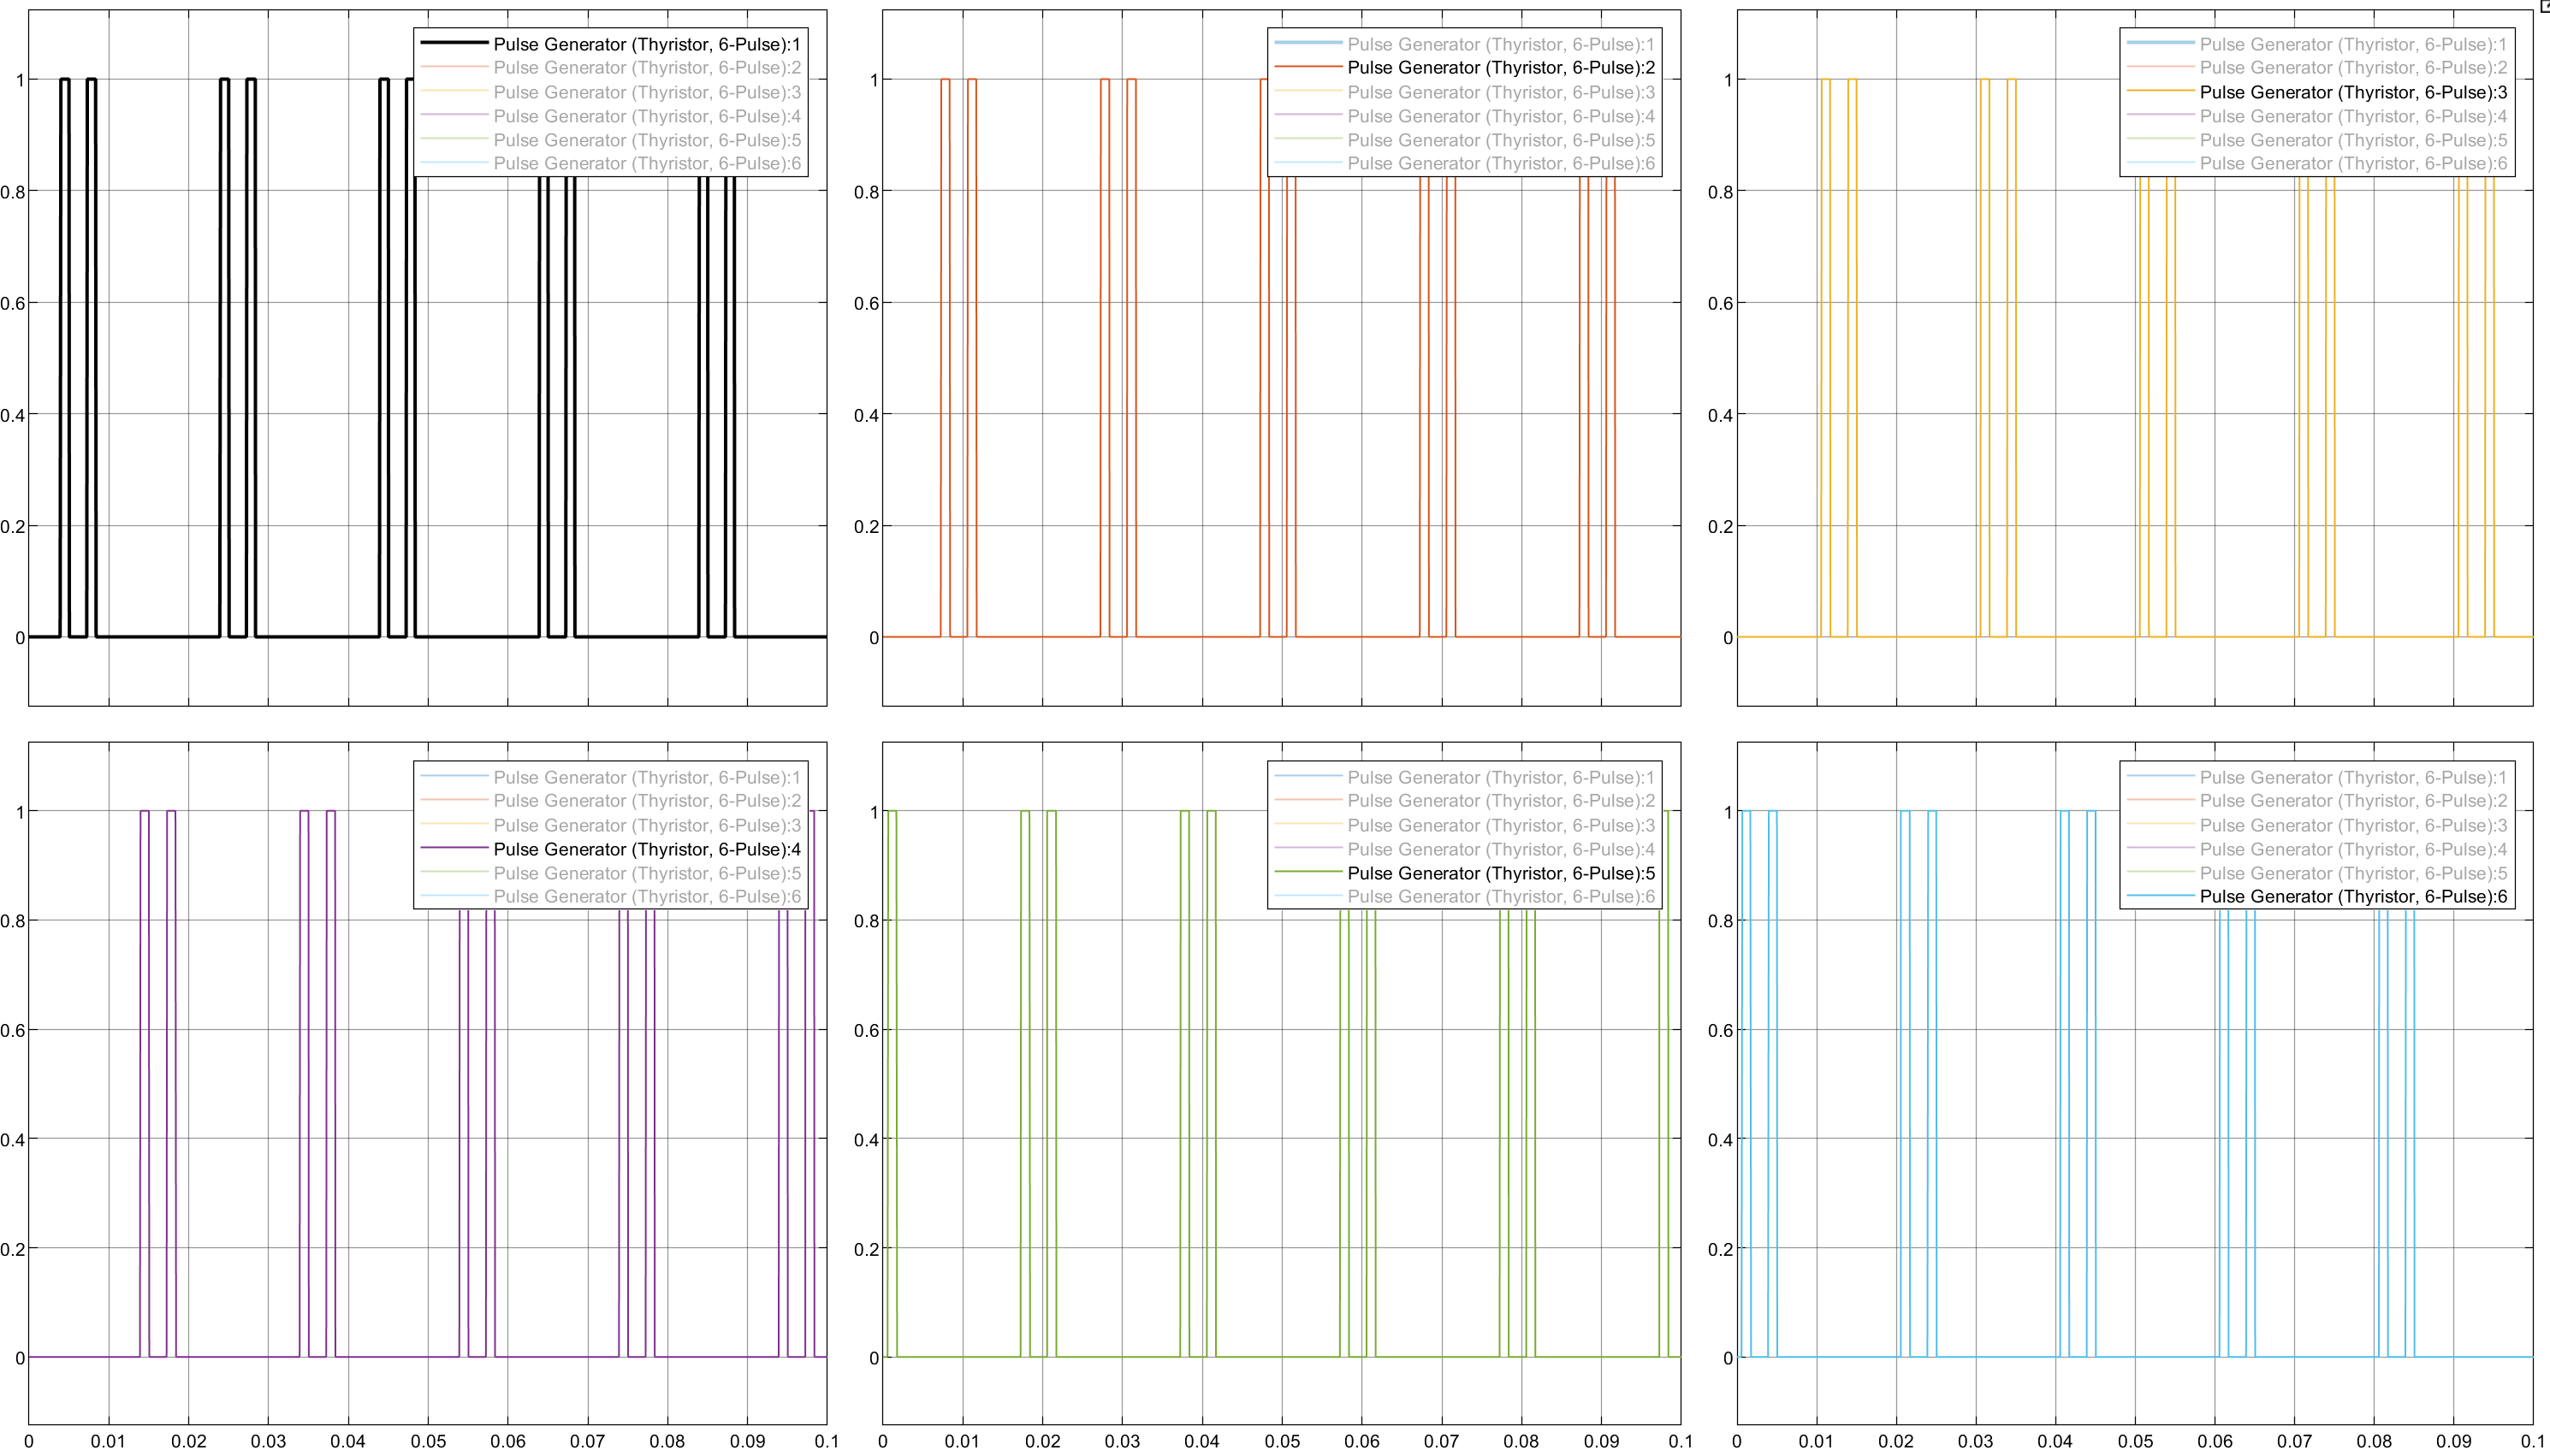 Pulse Generator (Thyristor, 6-Pulse):1
Pulse Generator (Thyristor, 6-Pulse):2
Pulse Generator (Thyristor, 6-Pulse):3
Pulse Generator (Thyristor, 6-Pulse):4
Pulse Generator (Thyristor, 6-Pulse):5
Pulse Generator (Thyristor, 6-Pulse):6
1
0.8
0.6
0.4
0.2
0
Pulse Generator (Thyristor, 6-Pulse):1
Pulse Generator (Thyristor, 6-Pulse):2
Pulse Generator (Thyristor, 6-Pulse):3
Pulse Generator (Thyristor, 6-Pulse):4
Pulse Generator (Thyristor, 6-Pulse):5
Pulse Generator (Thyristor, 6-Pulse):6
1
0.8
0.6
0.4
0.2
0
Pulse Generator (Thyristor, 6-Pulse):1
Pulse Generator (Thyristor, 6-Pulse):2
Pulse Generator (Thyristor, 6-Pulse):3
Pulse Generator (Thyristor, 6-Pulse):4
Pulse Generator (Thyristor, 6-Pulse):5
Pulse Generator (Thyristor, 6-Pulse):6
1
0.8
0.6
0.4
0.2
0
Pulse Generator (Thyristor, 6-Pulse):1
Pulse Generator (Thyristor, 6-Pulse):2
Pulse Generator (Thyristor, 6-Pulse):3
Pulse Generator (Thyristor, 6-Pulse):4
Pulse Generator (Thyristor, 6-Pulse):5
Pulse Generator (Thyristor, 6-Pulse):6
1
0.8
0.6
0.4
0.2
0
0 0.01 0.02 0.03 0.04 0.05 0.06 0.07 0.08 0.09 0.1
Pulse Generator (Thyristor, 6-Pulse):1
Pulse Generator (Thyristor, 6-Pulse):2
Pulse Generator (Thyristor, 6-Pulse):3
Pulse Generator (Thyristor, 6-Pulse):4
Pulse Generator (Thyristor, 6-Pulse):5
Pulse Generator (Thyristor, 6-Pulse):6
1
0.8
0.6
0.4
0.2
0
0 0.01 0.02 0.03 0.04 0.05 0.06 0.07 0.08 0.09 0.1
Pulse Generator (Thyristor, 6-Pulse):1
Pulse Generator (Thyristor, 6-Pulse):2
Pulse Generator (Thyristor, 6-Pulse):3
Pulse Generator (Thyristor, 6-Pulse):4
Pulse Generator (Thyristor, 6-Pulse):5
Pulse Generator (Thyristor, 6-Pulse):6
1
0.8
0.6
0.4
0.2
0
0 0.01 0.02 0.03 0.04 0.05 0.06 0.07 0.08 0.09 0.1